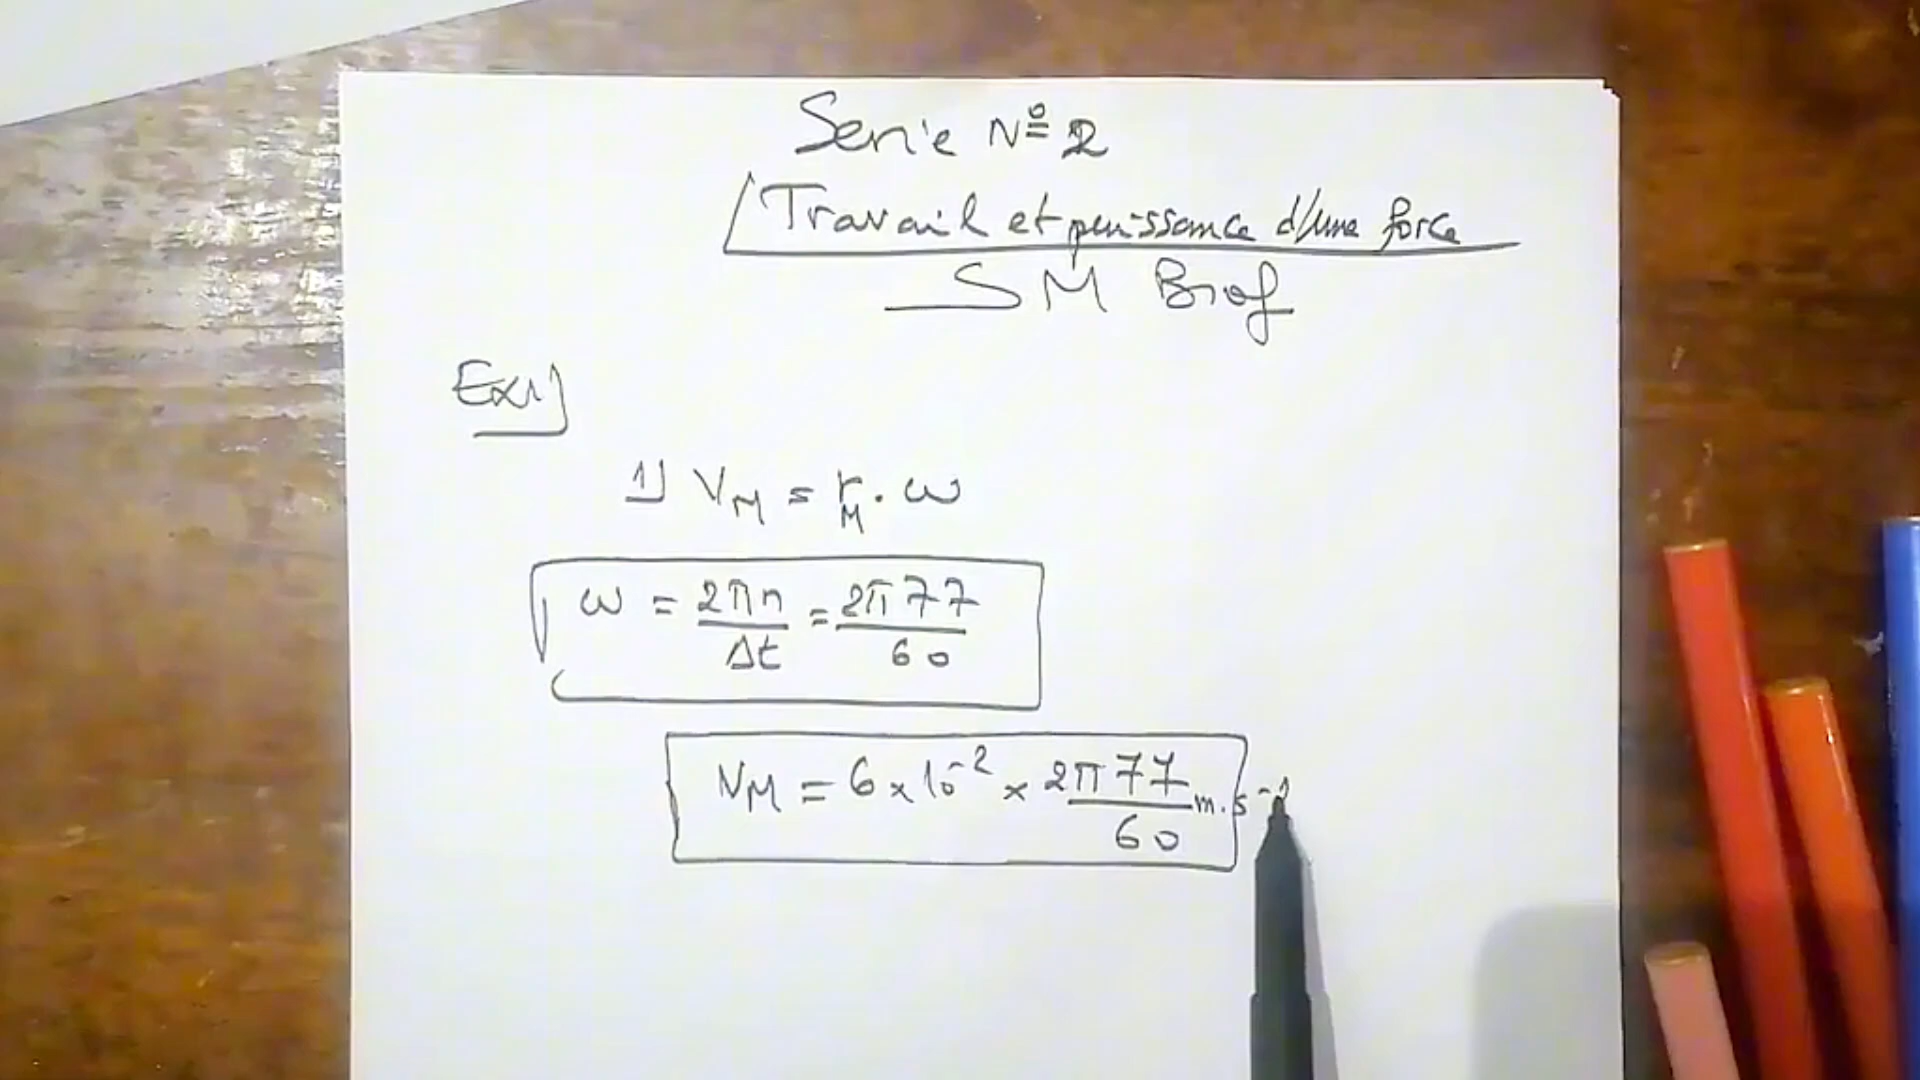 Serie N° 2
Travail et puissance d'une force
SM Biof
Ex1)
1) V_M = r_M . ω
ω = 2πn/Δt = 2π77/60
V_M = 6 × 10^-2 × 2π77/60 m.s^-1